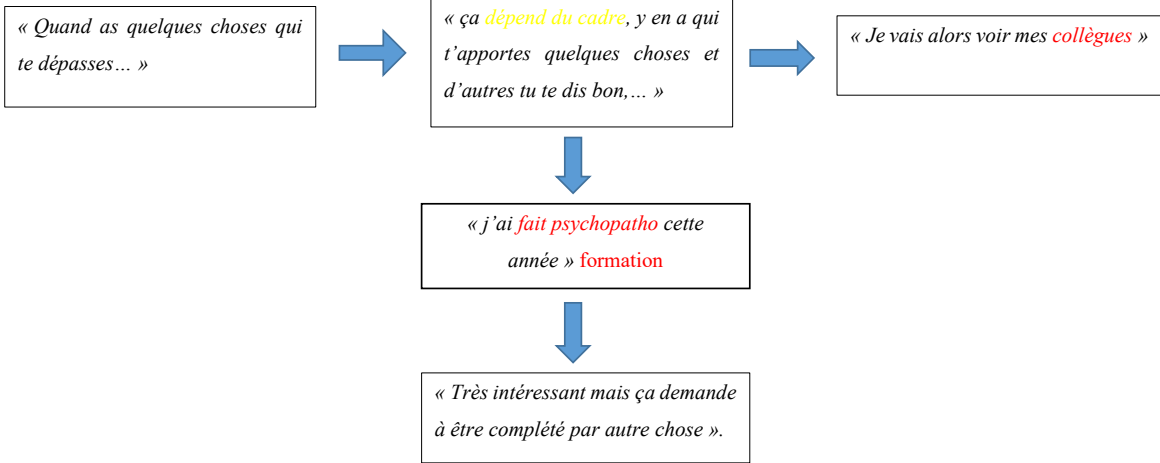 « Quand as quelques choses qui
te dépasses… »
« ça dépend du cadre, y en a qui
t'apportes quelques choses et
d'autres tu te dis bon,… »
« Je vais alors voir mes collègues »
« j'ai fait psychopatho cette
année » formation
« Très intéressant mais ça demande
à être complété par autre chose ».